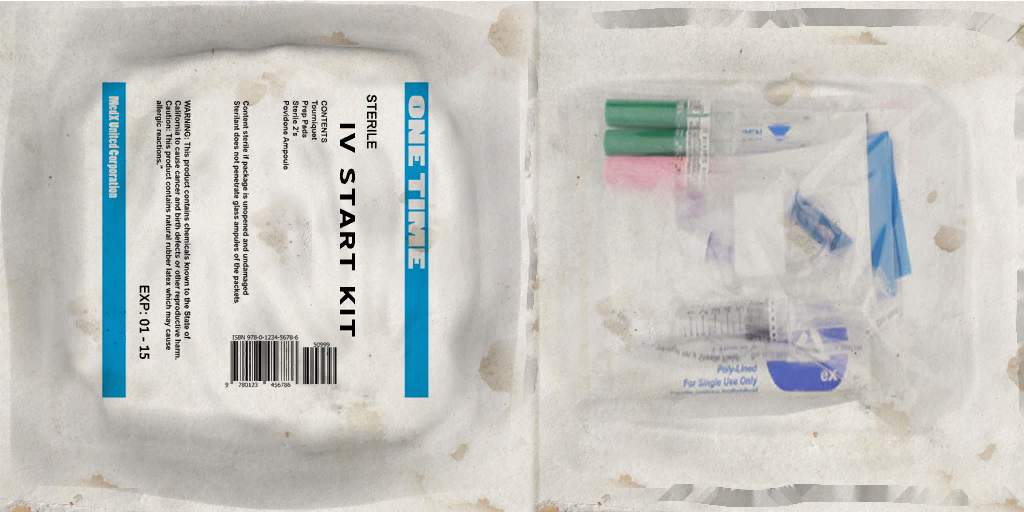 ONE TIME
STERILE
IV START KIT
CONTENTS
Tourniquet
Prep Pads
Sterile 2's
Povidone Ampoule
Content sterile if package is unopened and undamaged
Sterilant does not penetrate glass ampules of the packets
WARNING: This product contains chemicals known to the State of
California to cause cancer and birth defects or other reproductive harm.
Caution: This product contains natural rubber latex which may cause
allergic reactions."
EXP: 01 - 15
MedX United Corporation
ISBN 978-0-1234-5678-6
50999
9 780123 456786
Poly-Lined
For Single Use Only
ex